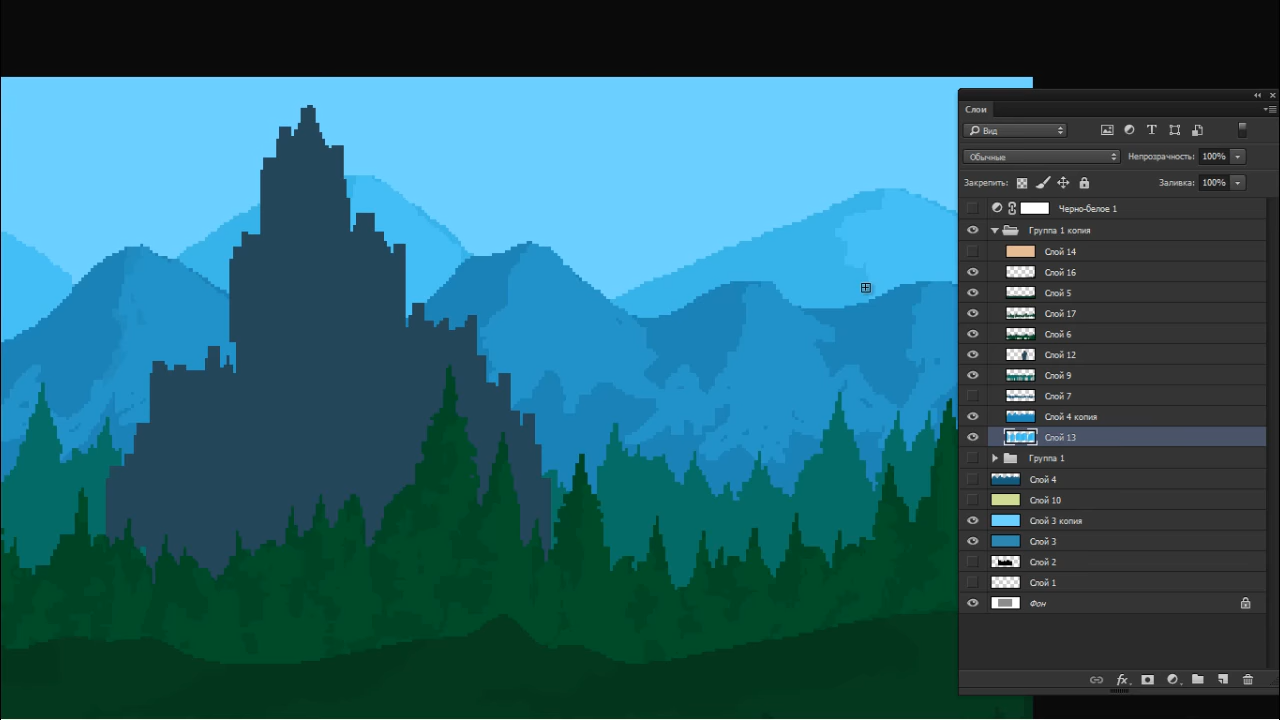 Слои
Вид
Обычные Непрозрачность: 100%
Закрепить: Заливка: 100%
Черно-белое 1
Группа 1 копия
Слой 14
Слой 16
Слой 5
Слой 17
Слой 6
Слой 12
Слой 9
Слой 7
Слой 4 копия
Слой 13
Группа 1
Слой 4
Слой 10
Слой 3 копия
Слой 3
Слой 2
Слой 1
Фон
fx